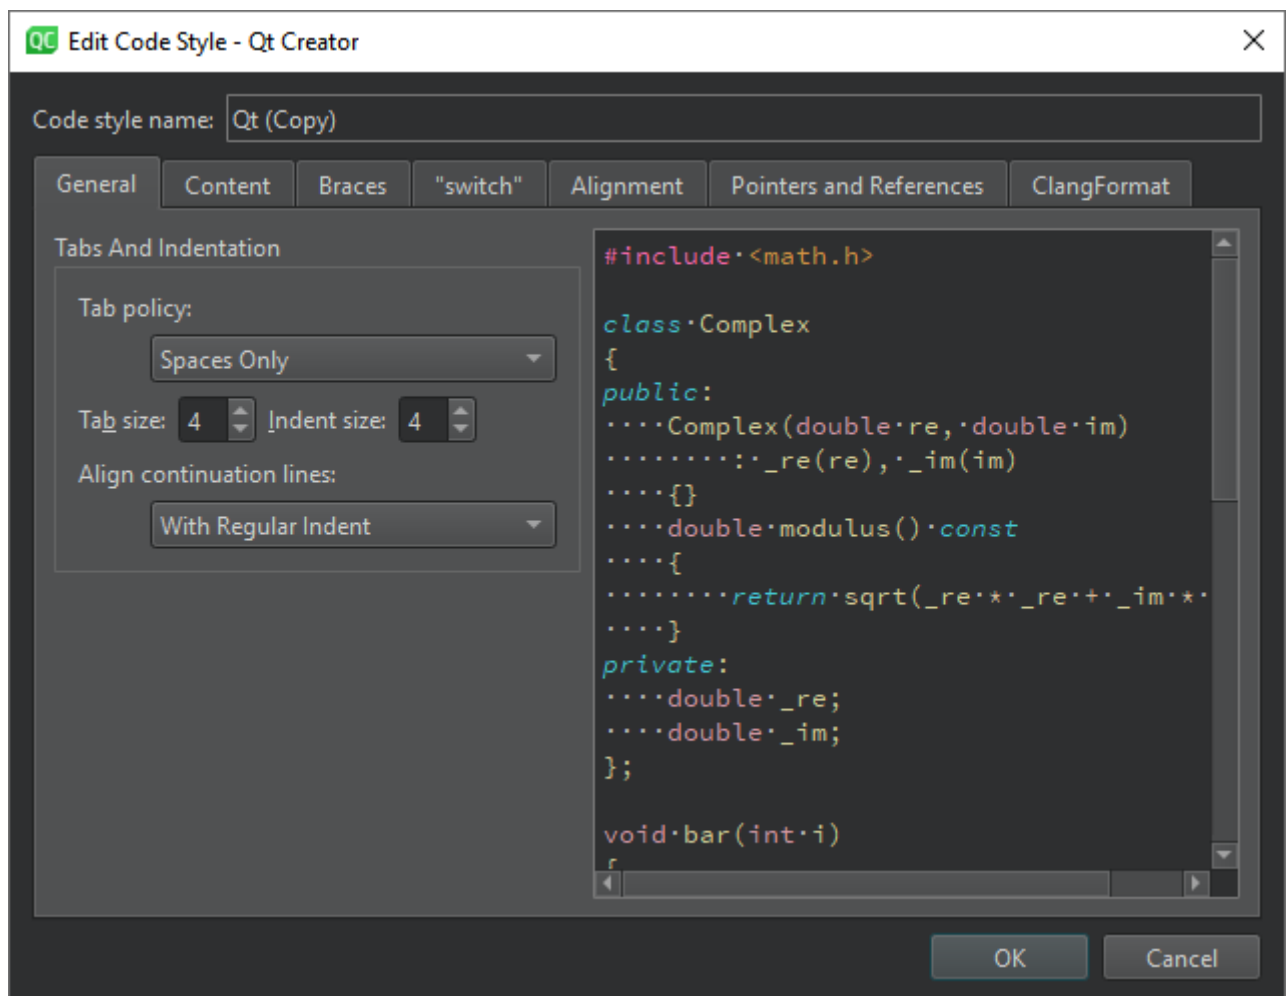 QC Edit Code Style - Qt Creator
Code style name: Qt (Copy)
General Content Braces "switch" Alignment Pointers and References ClangFormat
Tabs And Indentation
Tab policy:
Spaces Only
Tab size: 4 Indent size: 4
Align continuation lines:
With Regular Indent
#include·<math.h>
class·Complex
{
public:
····Complex(double·re,·double·im)
········:·_re(re),·_im(im)
····{}
····double·modulus()·const
····{
········return·sqrt(_re·*·_re·+·_im·*·
····}
private:
····double·_re;
····double·_im;
};
void·bar(int·i)
{
OK Cancel